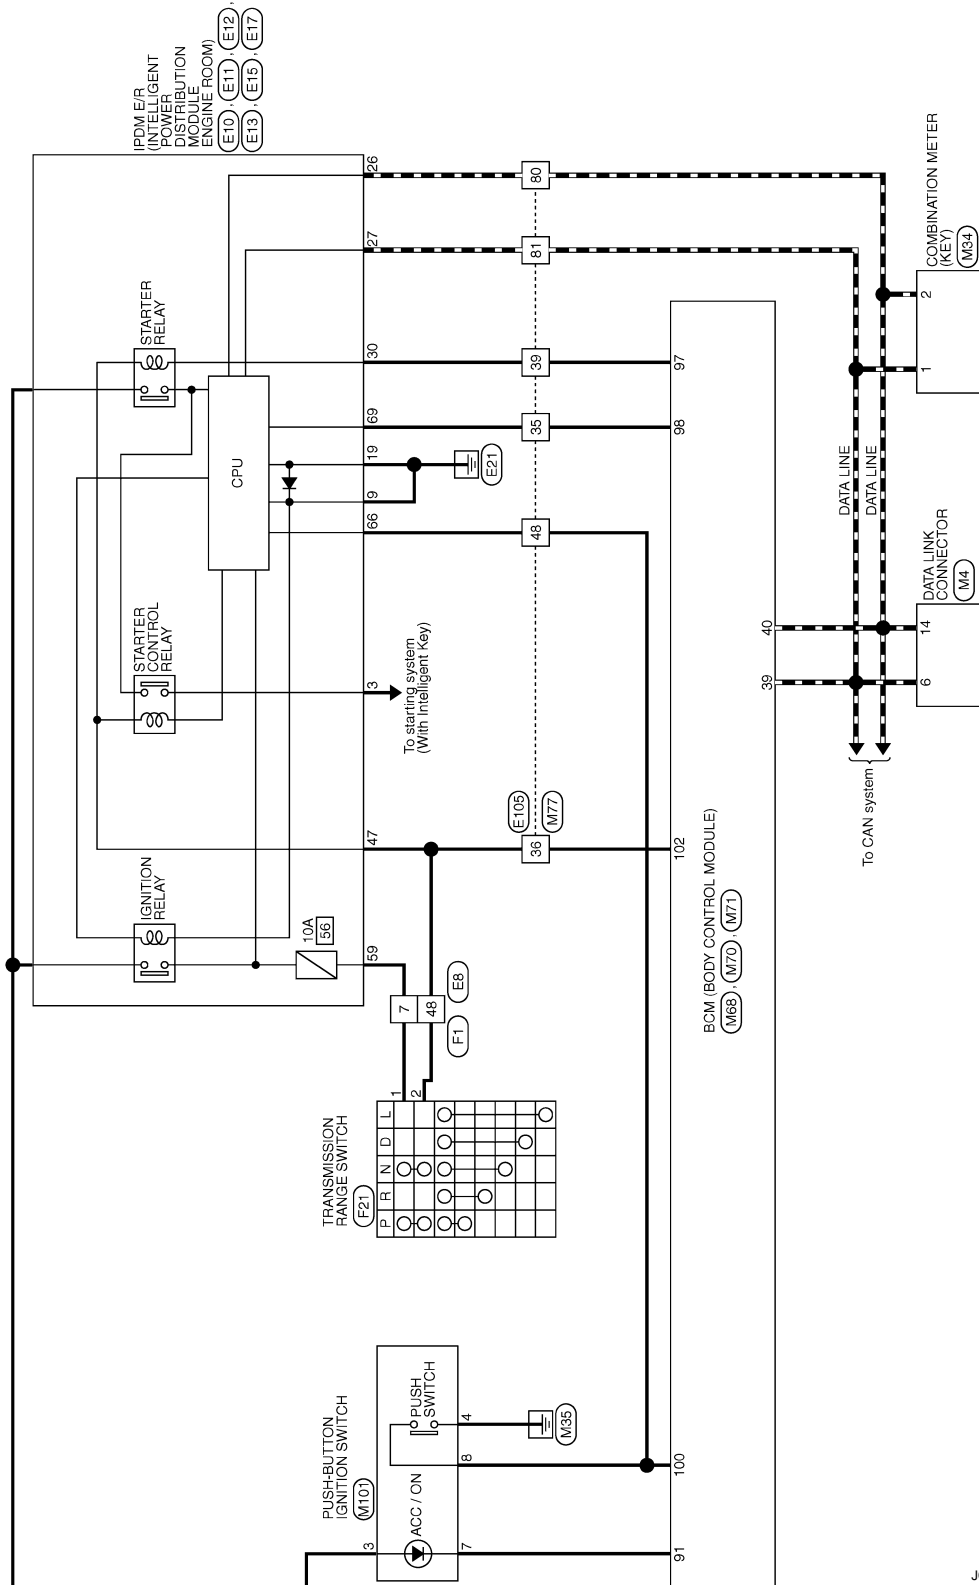 IPDM E/R
(INTELLIGENT
POWER
DISTRIBUTION
MODULE
ENGINE ROOM)
E10 , E11 , E12 ,
E13 , E15 , E17
26
80
27
81
COMBINATION METER
(KEY)
M34
2
1
STARTER
RELAY
30
39
97
69
35
98
CPU
19
E21
9
66
48
DATA LINE
DATA LINE
DATA LINK
CONNECTOR
M4
14
6
40
39
STARTER
CONTROL
RELAY
3
To starting system
(With Intelligent Key)
To CAN system
E105
M77
47
36
102
IGNITION
RELAY
10A
56
59
BCM (BODY CONTROL MODULE)
M68 , M70 , M71
7
48
E8
F1
1
2
TRANSMISSION
RANGE SWITCH
F21
P R N D L
PUSH-BUTTON
IGNITION SWITCH
M101
PUSH
SWITCH
4
M35
8
100
ACC / ON
3
7
91